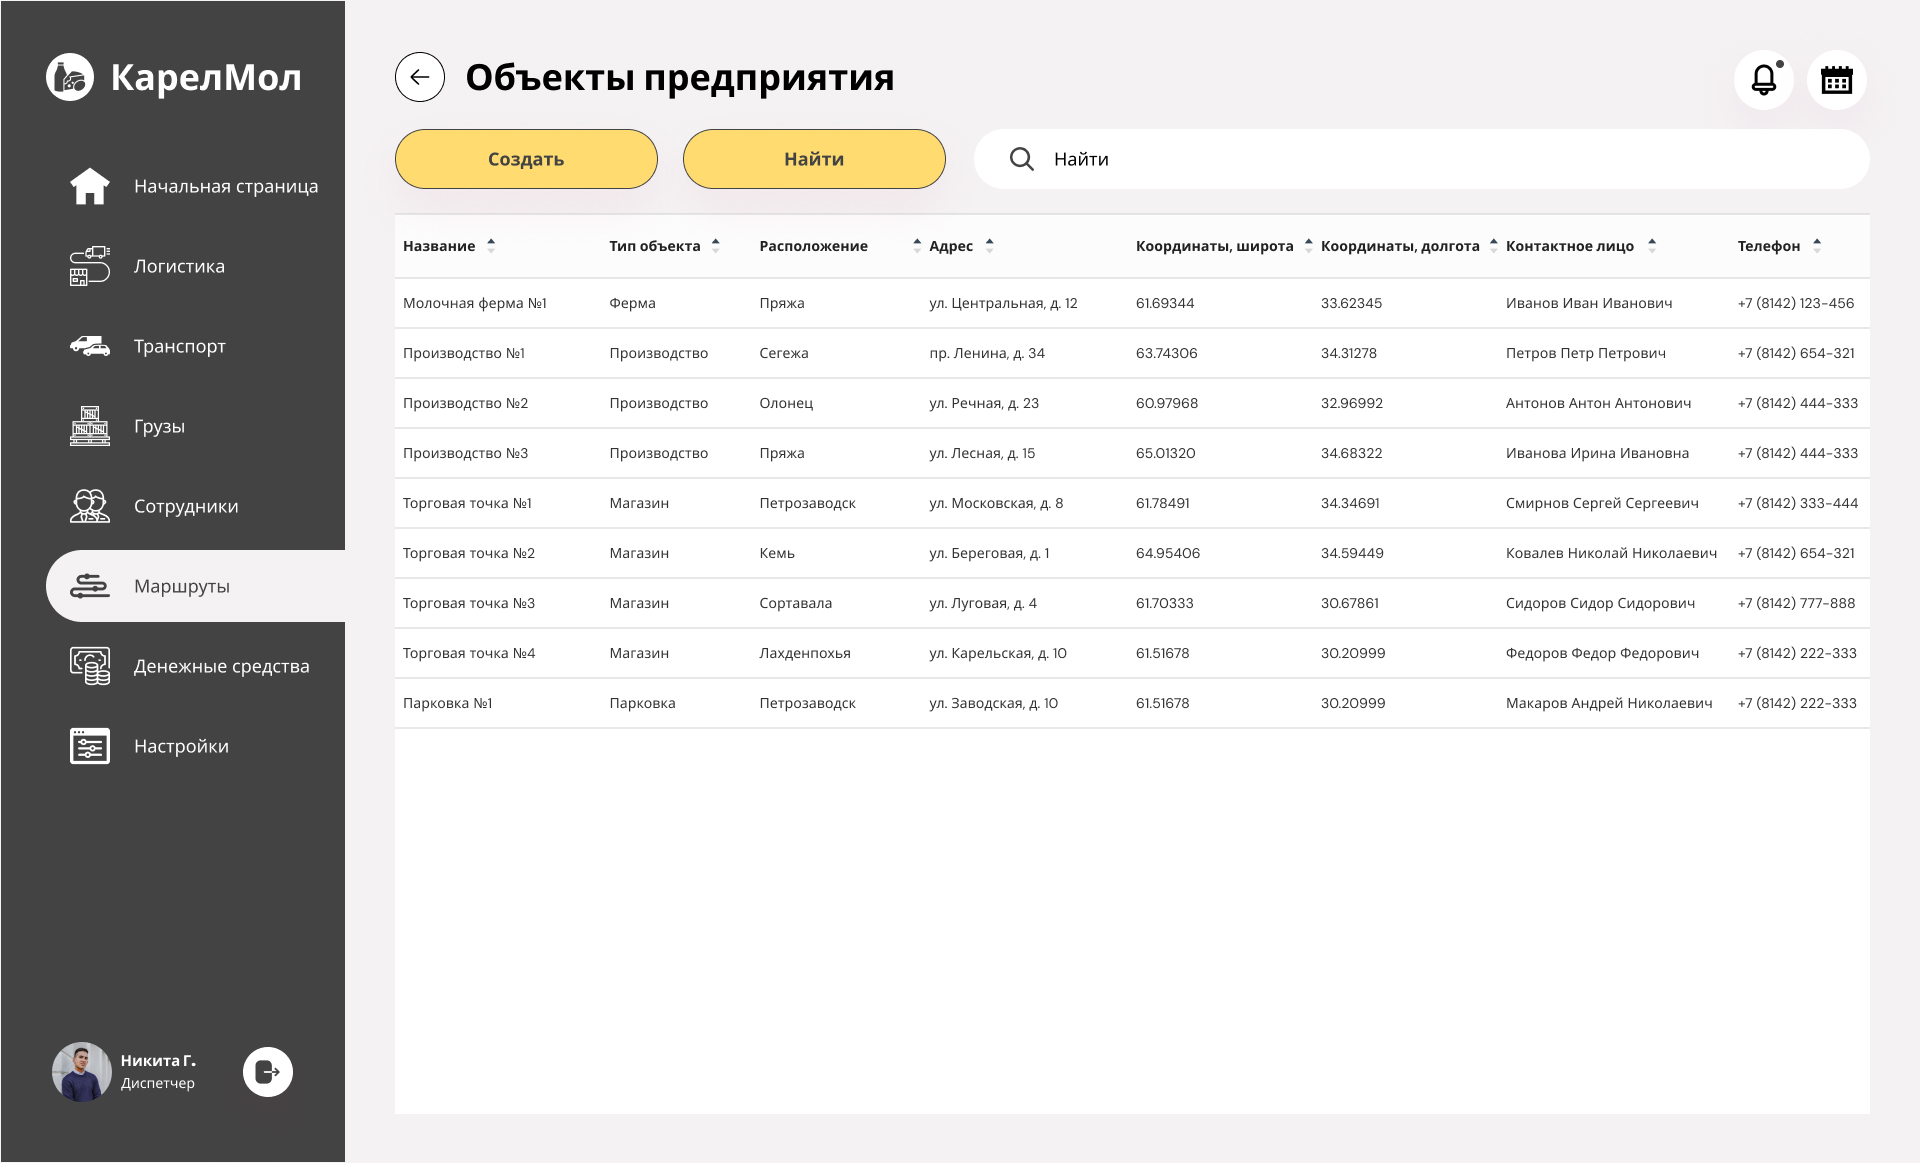 КарелМол
Начальная страница
Логистика
Транспорт
Грузы
Сотрудники
Маршруты
Денежные средства
Настройки
Никита Г.
Диспетчер
Объекты предприятия
Создать
Найти
Найти
Название Тип объекта Расположение Адрес Координаты, широта Координаты, долгота Контактное лицо Телефон
Молочная ферма №1 Ферма Пряжа ул. Центральная, д. 12 61.69344 33.62345 Иванов Иван Иванович +7 (8142) 123-456
Производство №1 Производство Сегежа пр. Ленина, д. 34 63.74306 34.31278 Петров Петр Петрович +7 (8142) 654-321
Производство №2 Производство Олонец ул. Речная, д. 23 60.97968 32.96992 Антонов Антон Антонович +7 (8142) 444-333
Производство №3 Производство Пряжа ул. Лесная, д. 15 65.01320 34.68322 Иванова Ирина Ивановна +7 (8142) 444-333
Торговая точка №1 Магазин Петрозаводск ул. Московская, д. 8 61.78491 34.34691 Смирнов Сергей Сергеевич +7 (8142) 333-444
Торговая точка №2 Магазин Кемь ул. Береговая, д. 1 64.95406 34.59449 Ковалев Николай Николаевич +7 (8142) 654-321
Торговая точка №3 Магазин Сортавала ул. Луговая, д. 4 61.70333 30.67861 Сидоров Сидор Сидорович +7 (8142) 777-888
Торговая точка №4 Магазин Лахденпохья ул. Карельская, д. 10 61.51678 30.20999 Федоров Федор Федорович +7 (8142) 222-333
Парковка №1 Парковка Петрозаводск ул. Заводская, д. 10 61.51678 30.20999 Макаров Андрей Николаевич +7 (8142) 222-333